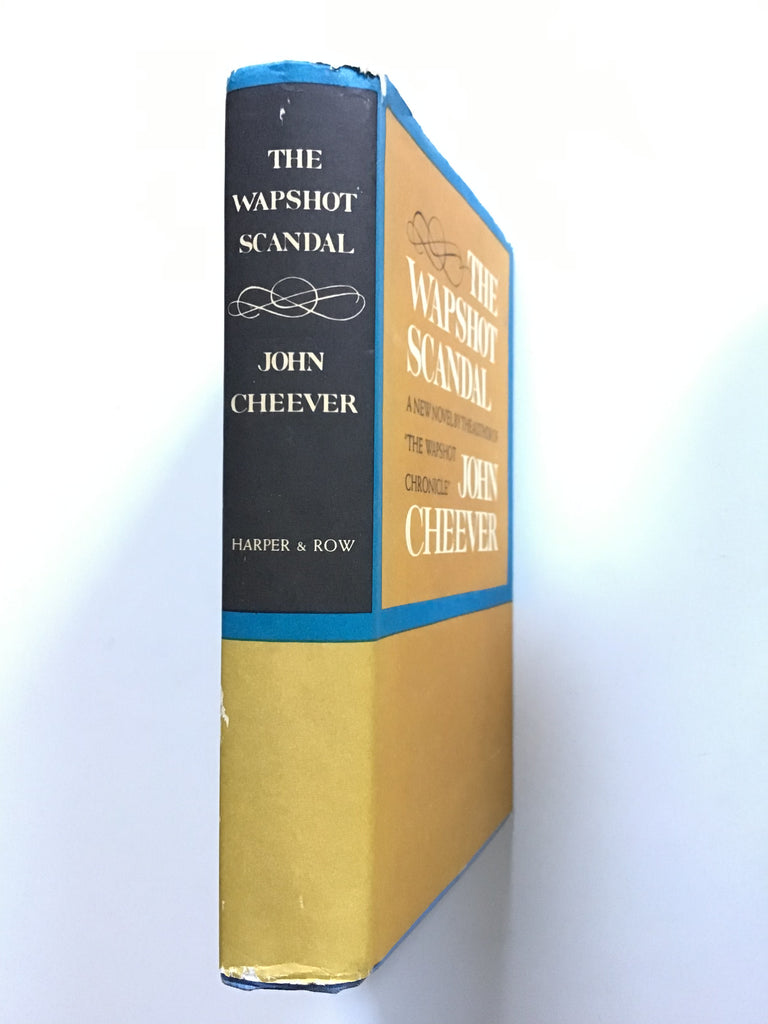 THE
WAPSHOT
SCANDAL
JOHN
CHEEVER
HARPER & ROW
THE
WAPSHOT
SCANDAL
A NEW NOVEL BY THE AUTHOR OF
'THE WAPSHOT
CHRONICLE'
JOHN
CHEEVER